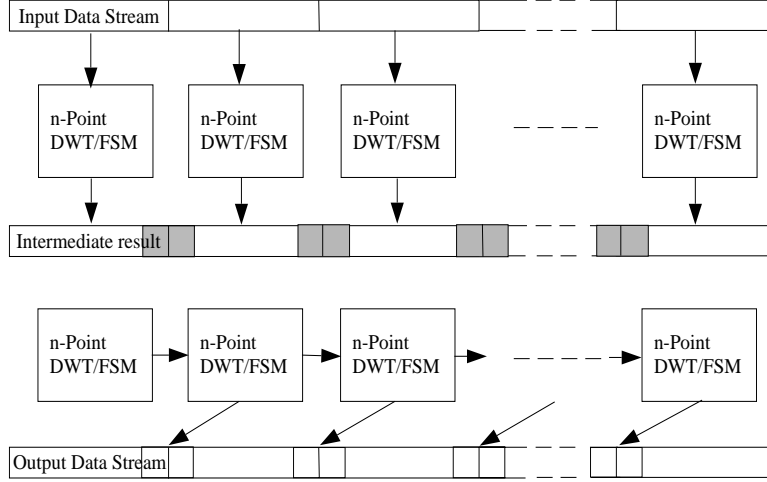 Input Data Stream
n-Point
DWT/FSM
n-Point
DWT/FSM
n-Point
DWT/FSM
n-Point
DWT/FSM
Intermediate result
n-Point
DWT/FSM
n-Point
DWT/FSM
n-Point
DWT/FSM
n-Point
DWT/FSM
Output Data Stream